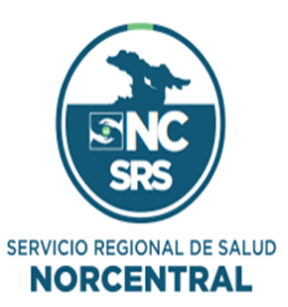 NC
SRS
SERVICIO REGIONAL DE SALUD
NORCENTRAL